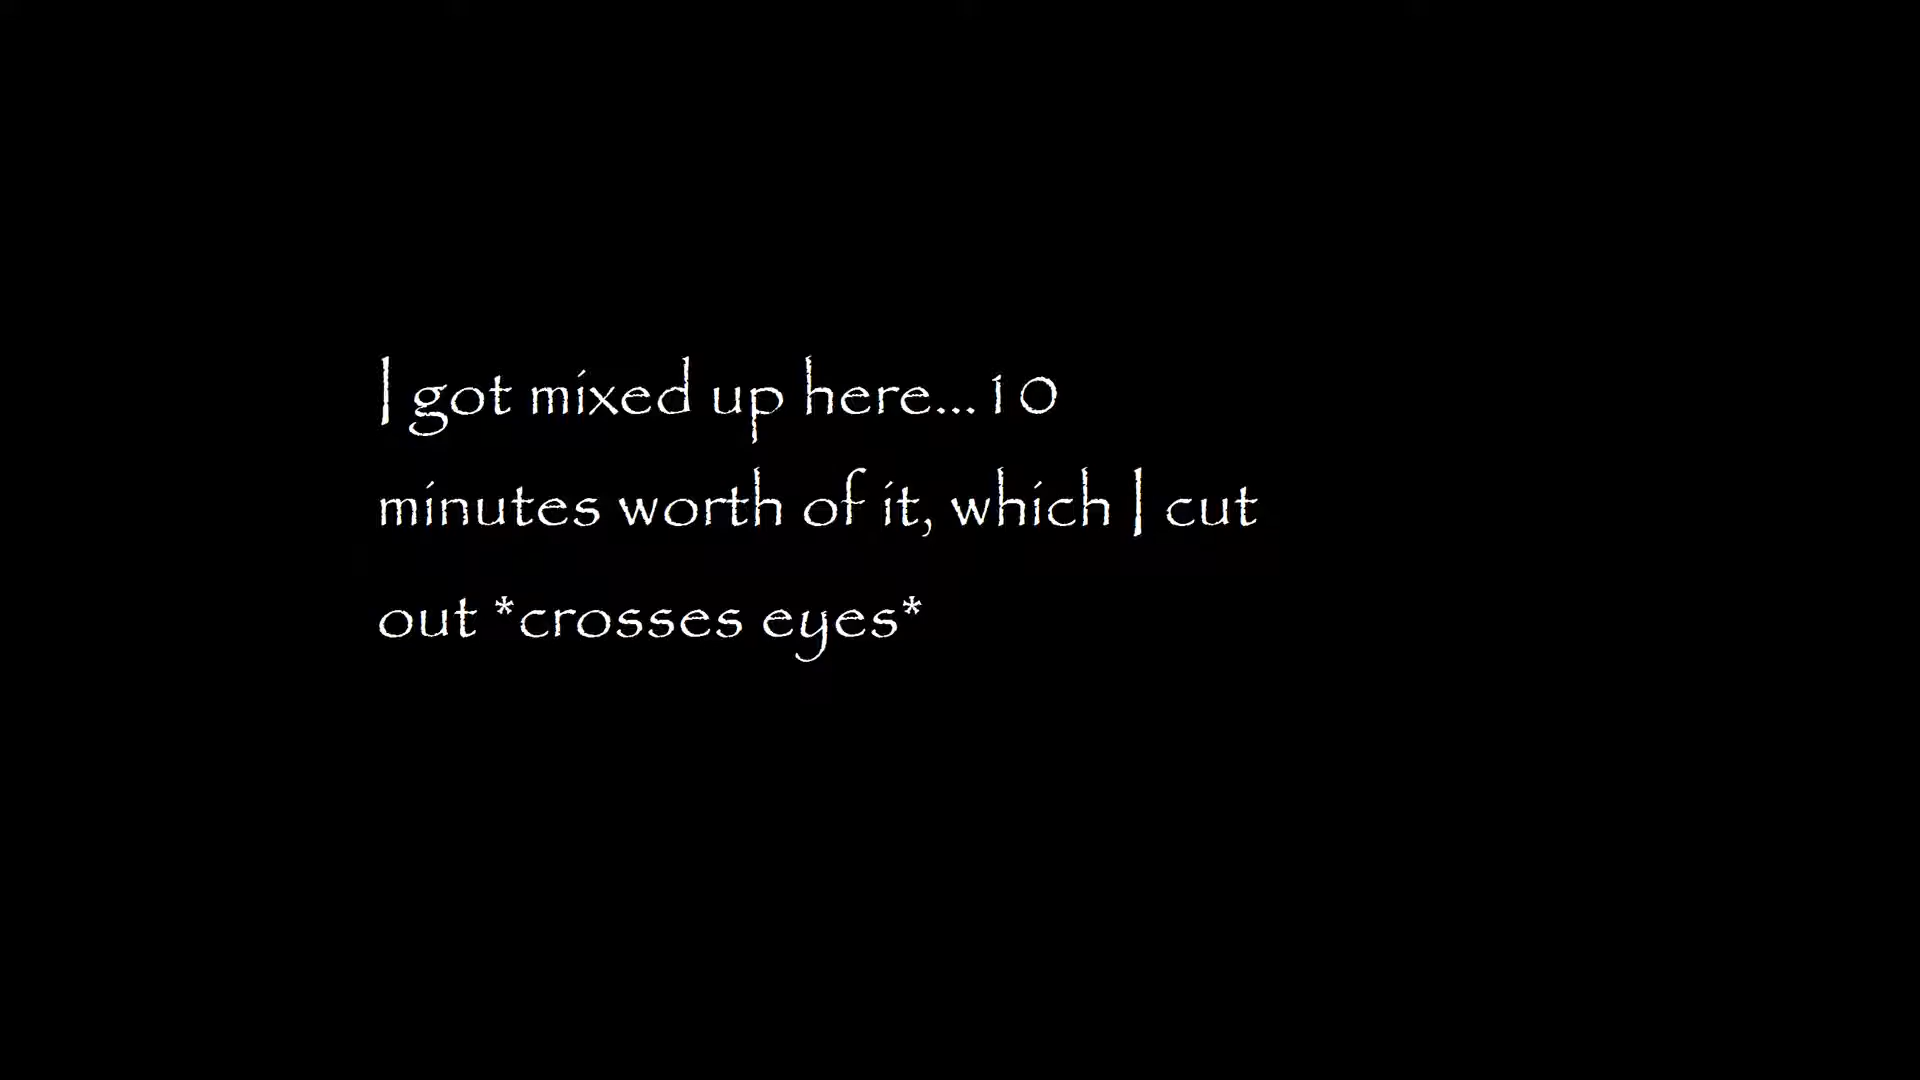 I got mixed up here...10
minutes worth of it, which I cut
out *crosses eyes*